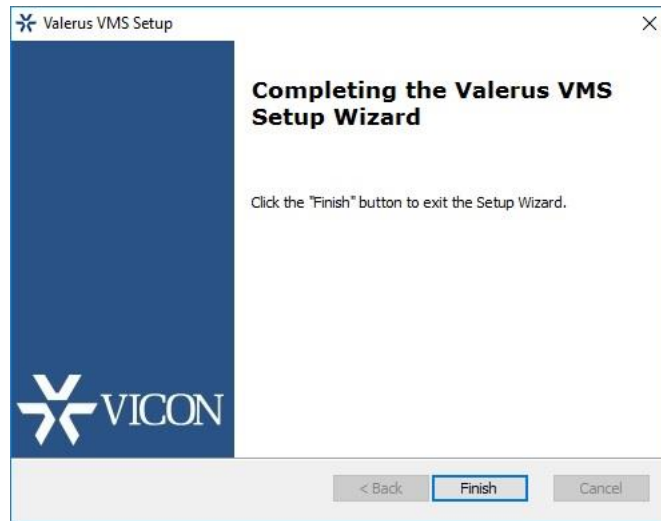 Valerus VMS Setup
Completing the Valerus VMS
Setup Wizard
Click the "Finish" button to exit the Setup Wizard.
VICON
< Back
Finish
Cancel